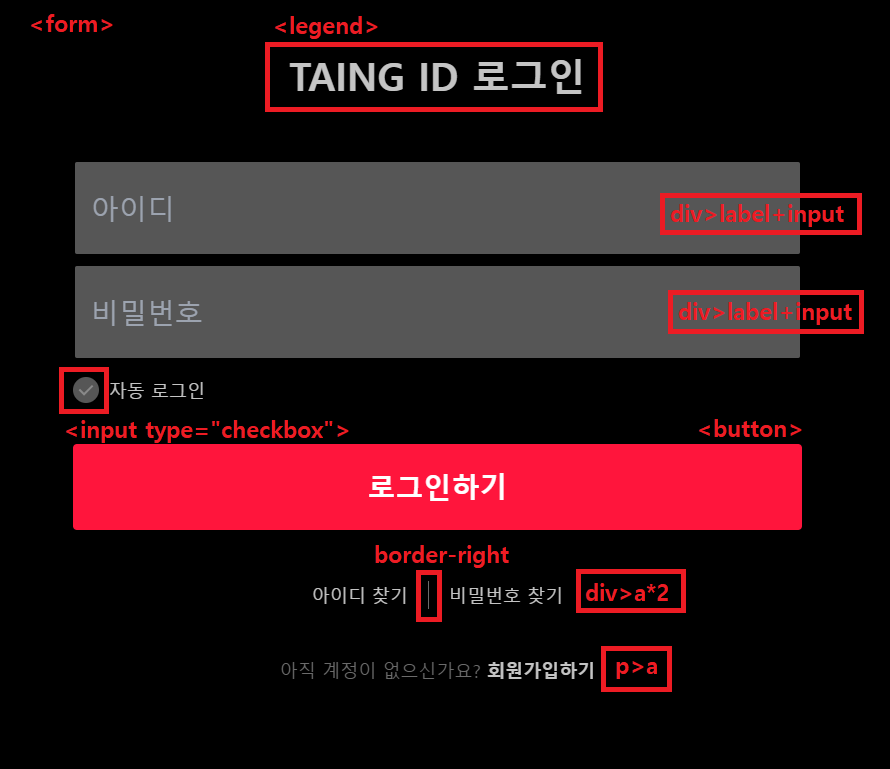 <form>
<legend>
TAING ID 로그인
아이디
div>label+input
비밀번호
div>label+input
자동 로그인
<input type="checkbox">
<button>
로그인하기
border-right
아이디 찾기
비밀번호 찾기
div>a*2
아직 계정이 없으신가요? 회원가입하기
p>a